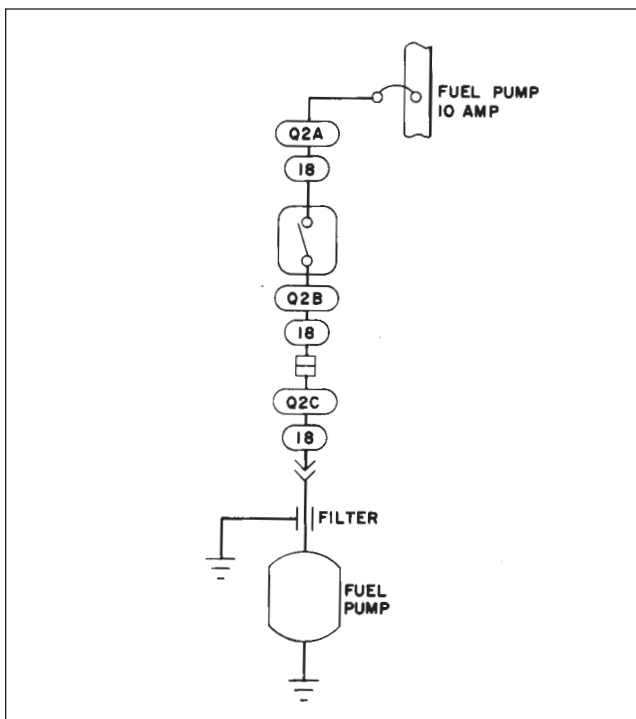 FUEL PUMP
10 AMP
Q2A
18
Q2B
18
Q2C
18
FILTER
FUEL
PUMP